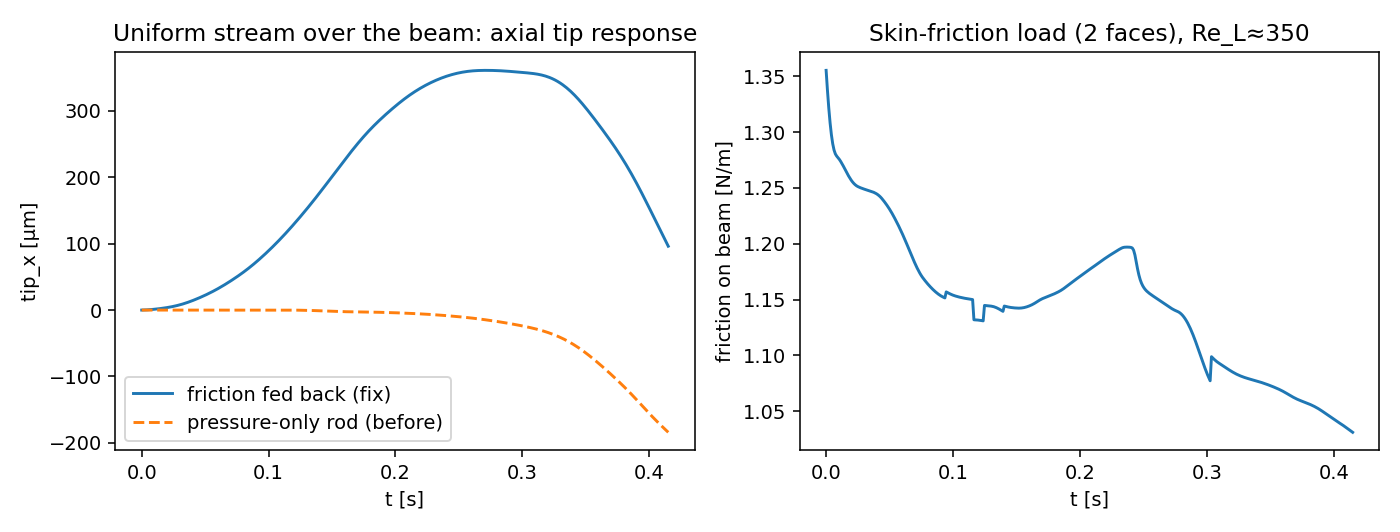 Uniform stream over the beam: axial tip response
tip_x [µm]
300
200
100
0
−100
−200
friction fed back (fix)
pressure-only rod (before)
0.0 0.1 0.2 0.3 0.4
t [s]
Skin-friction load (2 faces), Re_L≈350
friction on beam [N/m]
1.35
1.30
1.25
1.20
1.15
1.10
1.05
0.0 0.1 0.2 0.3 0.4
t [s]